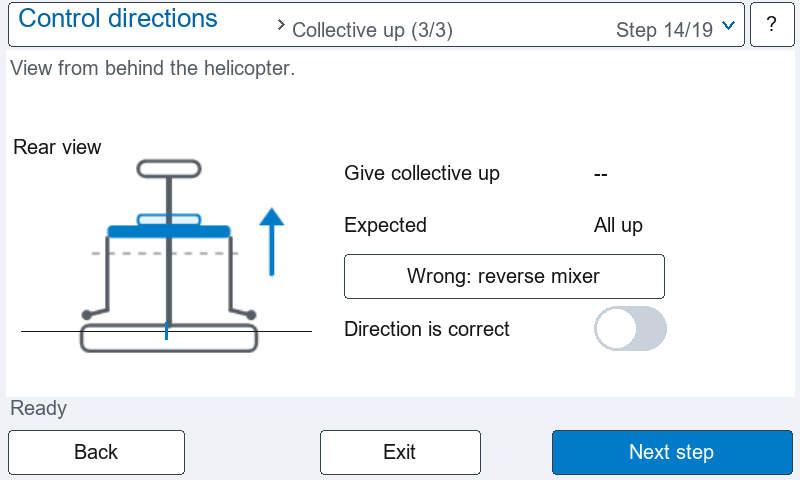 Control directions
> Collective up (3/3)
Step 14/19
?
View from behind the helicopter.
Rear view
Give collective up --
Expected All up
Wrong: reverse mixer
Direction is correct
Ready
Back
Exit
Next step